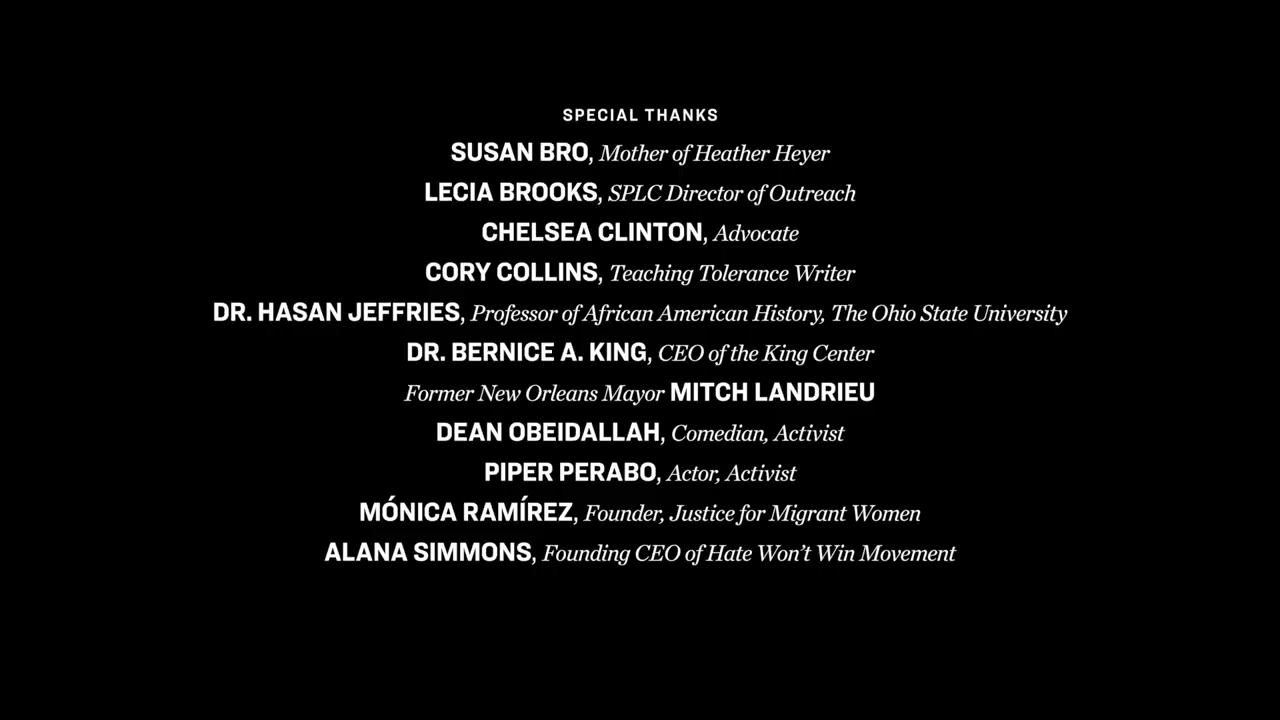 SPECIAL THANKS
SUSAN BRO, Mother of Heather Heyer
LECIA BROOKS, SPLC Director of Outreach
CHELSEA CLINTON, Advocate
CORY COLLINS, Teaching Tolerance Writer
DR. HASAN JEFFRIES, Professor of African American History, The Ohio State University
DR. BERNICE A. KING, CEO of the King Center
Former New Orleans Mayor MITCH LANDRIEU
DEAN OBEIDALLAH, Comedian, Activist
PIPER PERABO, Actor, Activist
MÓNICA RAMÍREZ, Founder, Justice for Migrant Women
ALANA SIMMONS, Founding CEO of Hate Won’t Win Movement